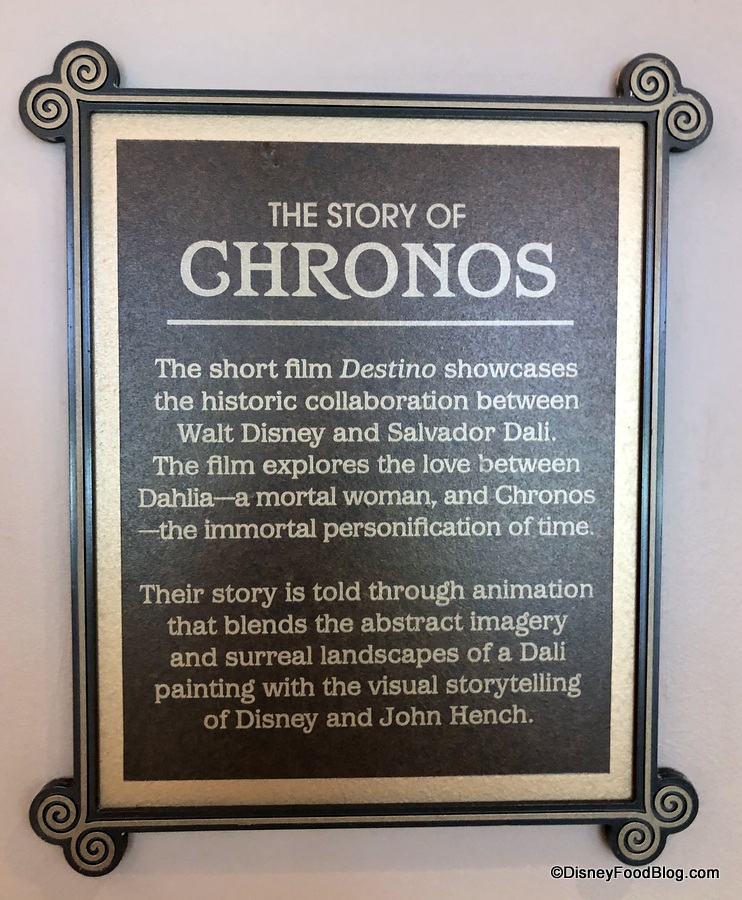 THE STORY OF
CHRONOS
The short film Destino showcases
the historic collaboration between
Walt Disney and Salvador Dali.
The film explores the love between
Dahlia—a mortal woman, and Chronos
—the immortal personification of time.
Their story is told through animation
that blends the abstract imagery
and surreal landscapes of a Dali
painting with the visual storytelling
of Disney and John Hench.
©DisneyFoodBlog.com